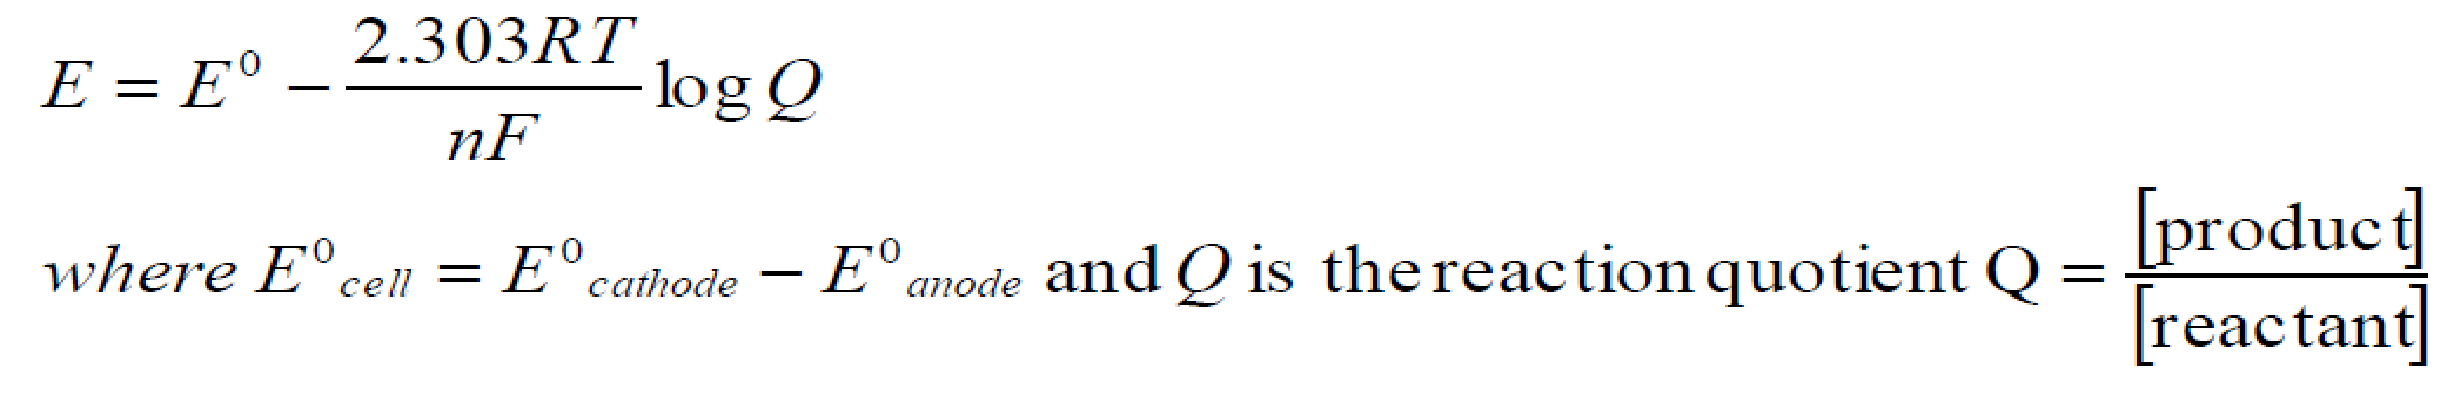 E = E⁰ − 2.303RT / nF log Q
where E⁰cell = E⁰cathode − E⁰anode and Q is the reaction quotient Q = [product] / [reactant]